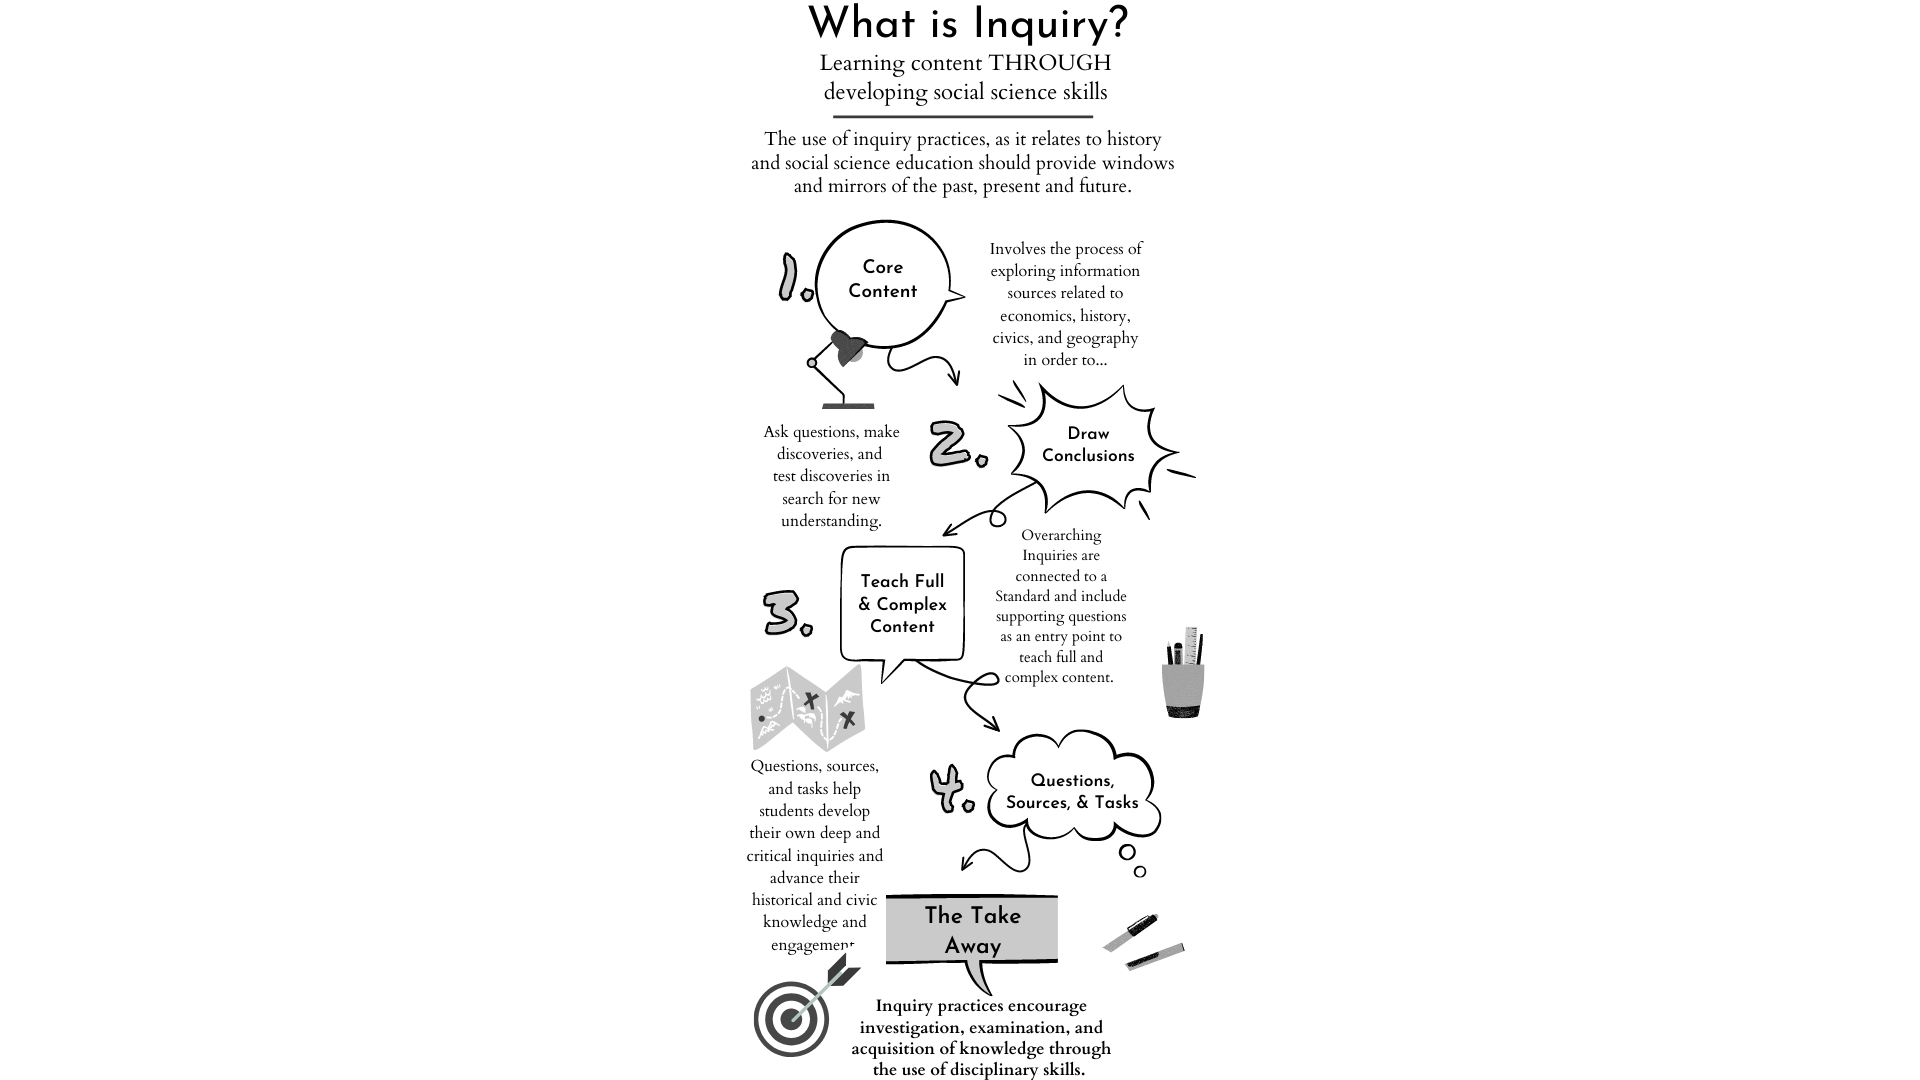 What is Inquiry?
Learning content THROUGH
developing social science skills
The use of inquiry practices, as it relates to history
and social science education should provide windows
and mirrors of the past, present and future.
1.
Core
Content
Involves the process of
exploring information
sources related to
economics, history,
civics, and geography
in order to...
2.
Draw
Conclusions
Ask questions, make
discoveries, and
test discoveries in
search for new
understanding.
3.
Teach Full
& Complex
Content
Overarching
Inquiries are
connected to a
Standard and include
supporting questions
as an entry point to
teach full and
complex content.
4.
Questions,
Sources, & Tasks
Questions, sources,
and tasks help
students develop
their own deep and
critical inquiries and
advance their
historical and civic
knowledge and
engagement
The Take
Away
Inquiry practices encourage
investigation, examination, and
acquisition of knowledge through
the use of disciplinary skills.